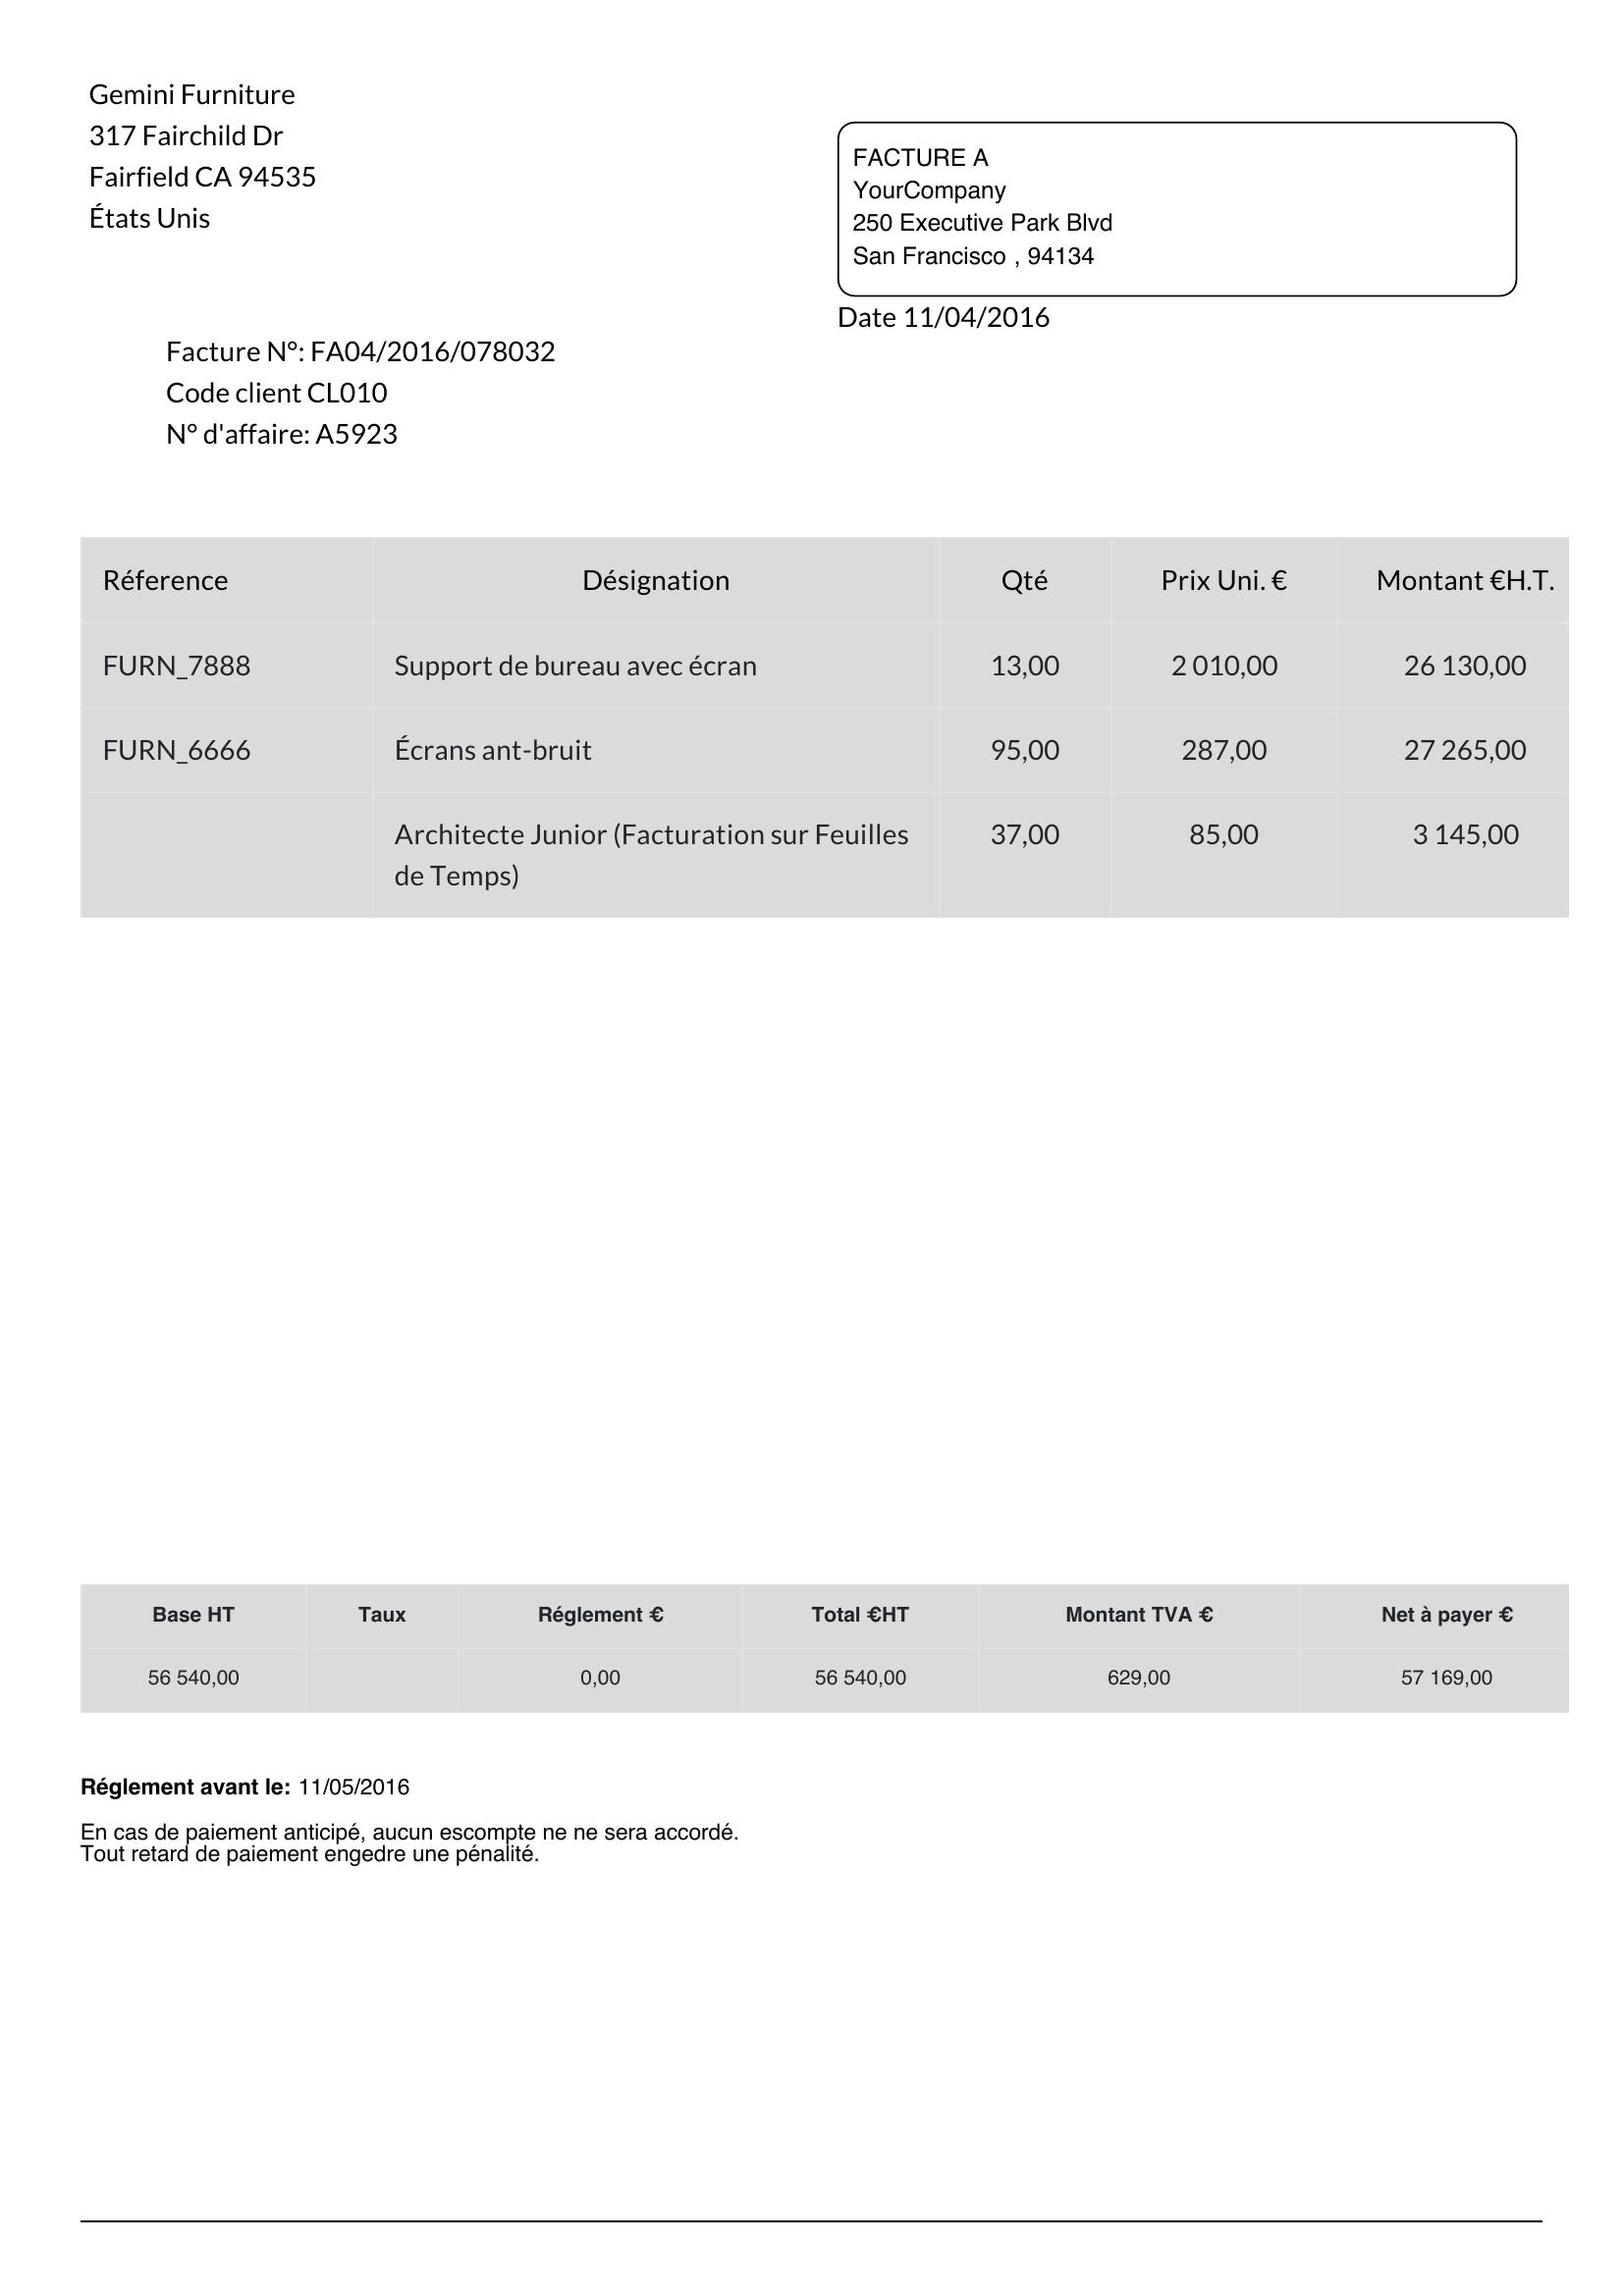 Gemini Furniture
317 Fairchild Dr
Fairfield CA 94535
États Unis
FACTURE A
YourCompany
250 Executive Park Blvd
San Francisco , 94134
Date 11/04/2016
Facture N°: FA04/2016/078032
Code client CL010
N° d'affaire: A5923
Réference Désignation Qté Prix Uni. € Montant €H.T.
FURN_7888 Support de bureau avec écran 13,00 2 010,00 26 130,00
FURN_6666 Écrans ant-bruit 95,00 287,00 27 265,00
Architecte Junior (Facturation sur Feuilles 37,00 85,00 3 145,00
de Temps)
Base HT Taux Réglement € Total €HT Montant TVA € Net à payer €
56 540,00 0,00 56 540,00 629,00 57 169,00
Réglement avant le: 11/05/2016
En cas de paiement anticipé, aucun escompte ne ne sera accordé.
Tout retard de paiement engedre une pénalité.